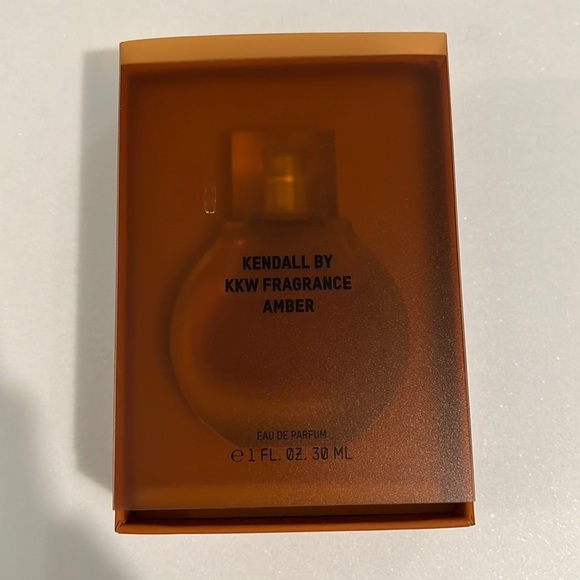 KENDALL BY
KKW FRAGRANCE
AMBER
EAU DE PARFUM
℮ 1 FL. OZ. 30 ML